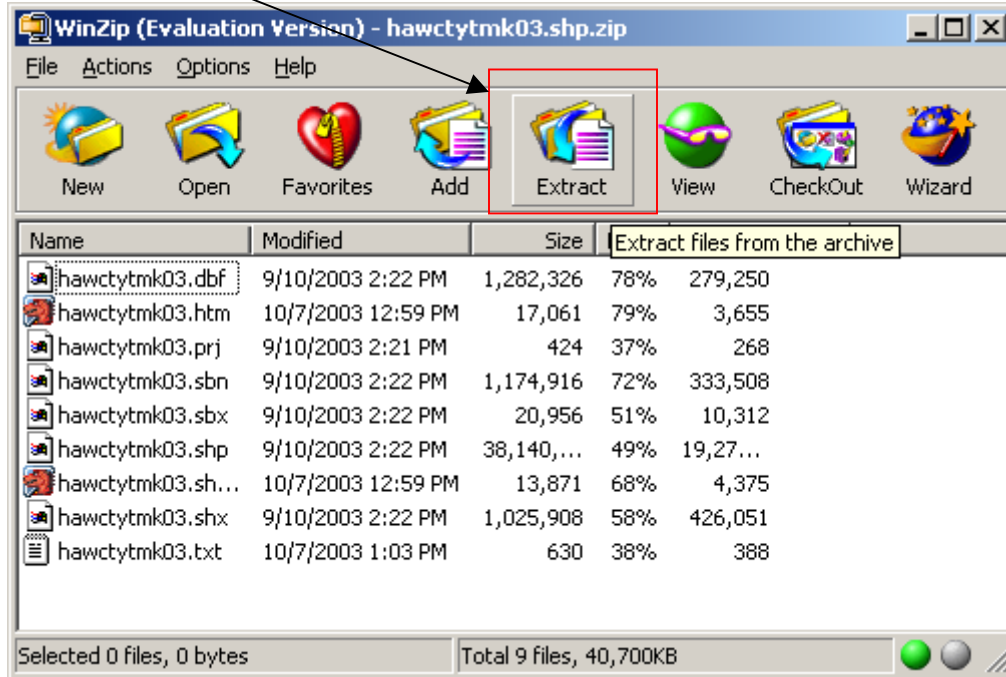 WinZip (Evaluation Version) - hawctytmk03.shp.zip
File Actions Options Help
New Open Favorites Add Extract View CheckOut Wizard
Name Modified Size
Extract files from the archive
hawctytmk03.dbf 9/10/2003 2:22 PM 1,282,326 78% 279,250
hawctytmk03.htm 10/7/2003 12:59 PM 17,061 79% 3,655
hawctytmk03.prj 9/10/2003 2:21 PM 424 37% 268
hawctytmk03.sbn 9/10/2003 2:22 PM 1,174,916 72% 333,508
hawctytmk03.sbx 9/10/2003 2:22 PM 20,956 51% 10,312
hawctytmk03.shp 9/10/2003 2:22 PM 38,140,... 49% 19,27...
hawctytmk03.sh... 10/7/2003 12:59 PM 13,871 68% 4,375
hawctytmk03.shx 9/10/2003 2:22 PM 1,025,908 58% 426,051
hawctytmk03.txt 10/7/2003 1:03 PM 630 38% 388
Selected 0 files, 0 bytes Total 9 files, 40,700KB